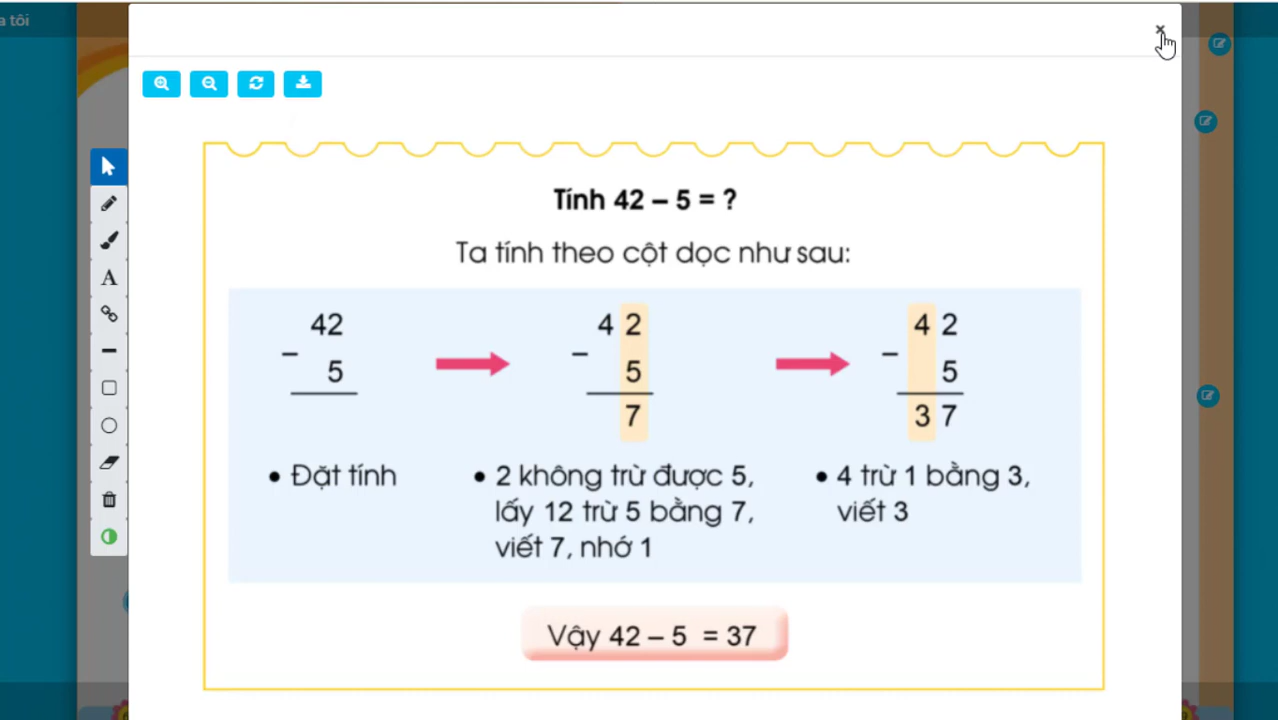 a tôi
×
Tính 42 – 5 = ?
Ta tính theo cột dọc như sau:
42
– 5
4 2
– 5
7
4 2
– 5
3 7
• Đặt tính
• 2 không trừ được 5,
lấy 12 trừ 5 bằng 7,
viết 7, nhớ 1
• 4 trừ 1 bằng 3,
viết 3
A
Vậy 42 – 5 = 37